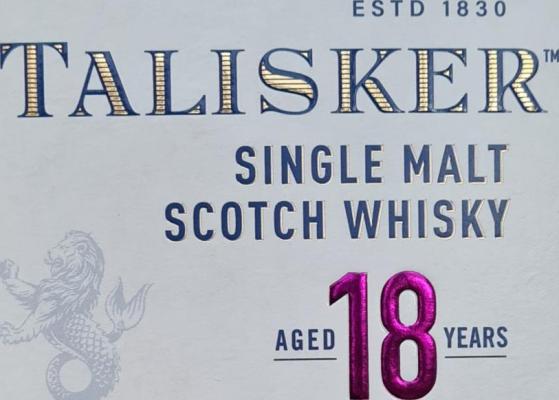 ESTD 1830
TALISKER™
SINGLE MALT
SCOTCH WHISKY
AGED 18 YEARS